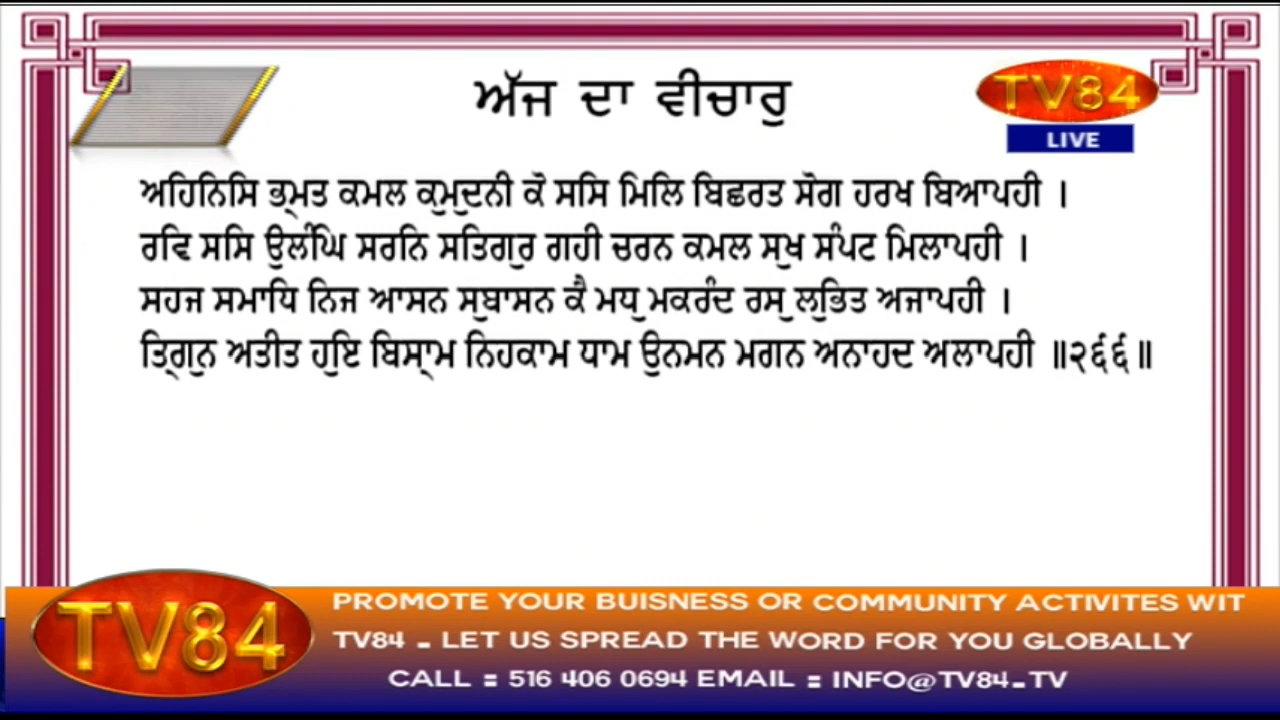 ਅੱਜ ਦਾ ਵੀਚਾਰੁ
TV84
LIVE
ਅਹਿਨਿਸਿ ਭ੍ਰਮਤ ਕਮਲ ਕੁਮੁਦਨੀ ਕੋ ਸਸਿ ਮਿਲਿ ਬਿਛਰਤ ਸੋਗ ਹਰਖ ਬਿਆਪਹੀ ।
ਰਵਿ ਸਸਿ ਉਲੰਘਿ ਸਰਨਿ ਸਤਿਗੁਰ ਗਹੀ ਚਰਨ ਕਮਲ ਸੁਖ ਸੰਪਟ ਮਿਲਾਪਹੀ ।
ਸਹਜ ਸਮਾਧਿ ਨਿਜ ਆਸਨ ਸੁਬਾਸਨ ਕੈ ਮਧੁ ਮਕਰੰਦ ਰਸੁ ਲੁਭਿਤ ਅਜਾਪਹੀ ।
ਤ੍ਰਿਗੁਨ ਅਤੀਤ ਹੁਇ ਬਿਸ੍ਰਾਮ ਨਿਹਕਾਮ ਧਾਮ ਉਨਮਨ ਮਗਨ ਅਨਾਹਦ ਅਲਾਪਹੀ ॥੨੬੬॥
TV84
PROMOTE YOUR BUISNESS OR COMMUNITY ACTIVITES WIT
TV84 - LET US SPREAD THE WORD FOR YOU GLOBALLY
CALL : 516 406 0694 EMAIL : INFO@TV84.TV